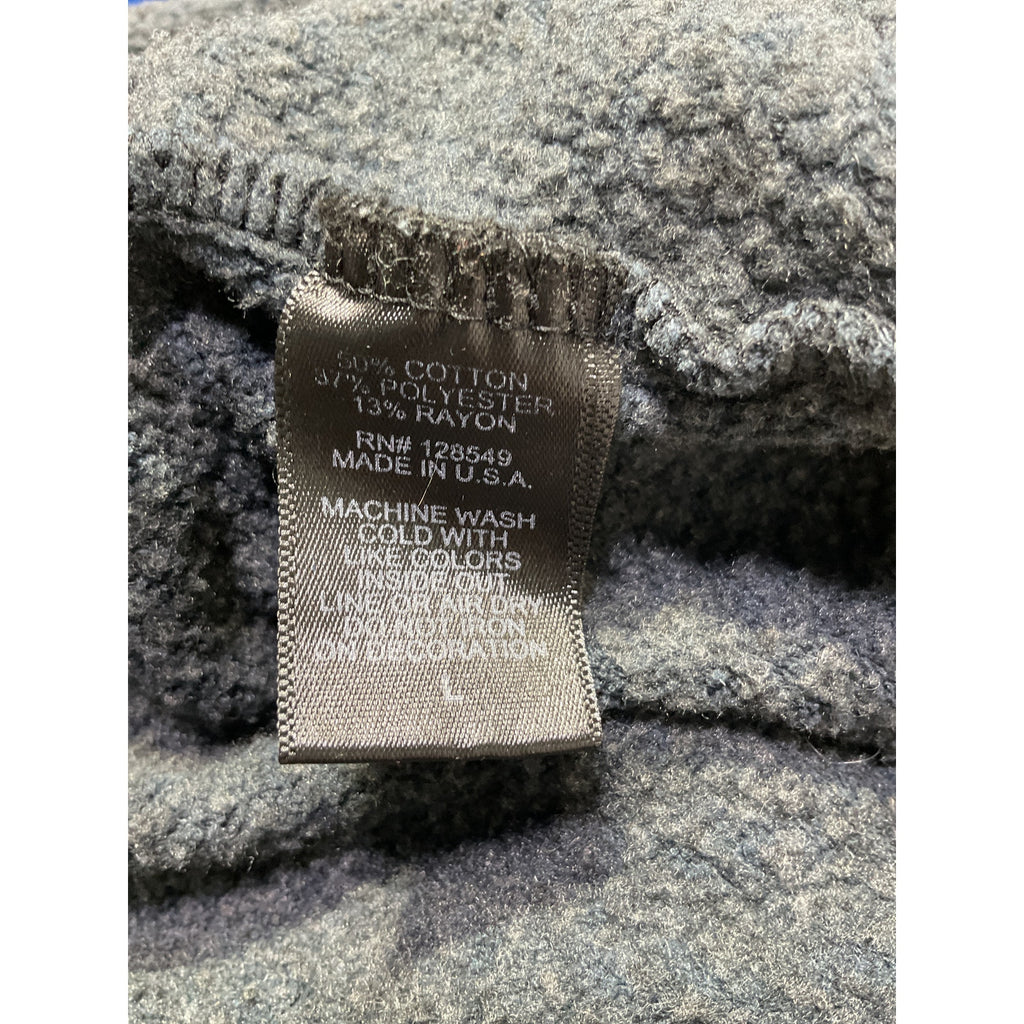 50% COTTON
37% POLYESTER
13% RAYON
RN# 128549
MADE IN U.S.A.
MACHINE WASH
COLD WITH
LIKE COLORS
INSIDE OUT
LINE OR AIR DRY
DO NOT IRON
ON DECORATION
L